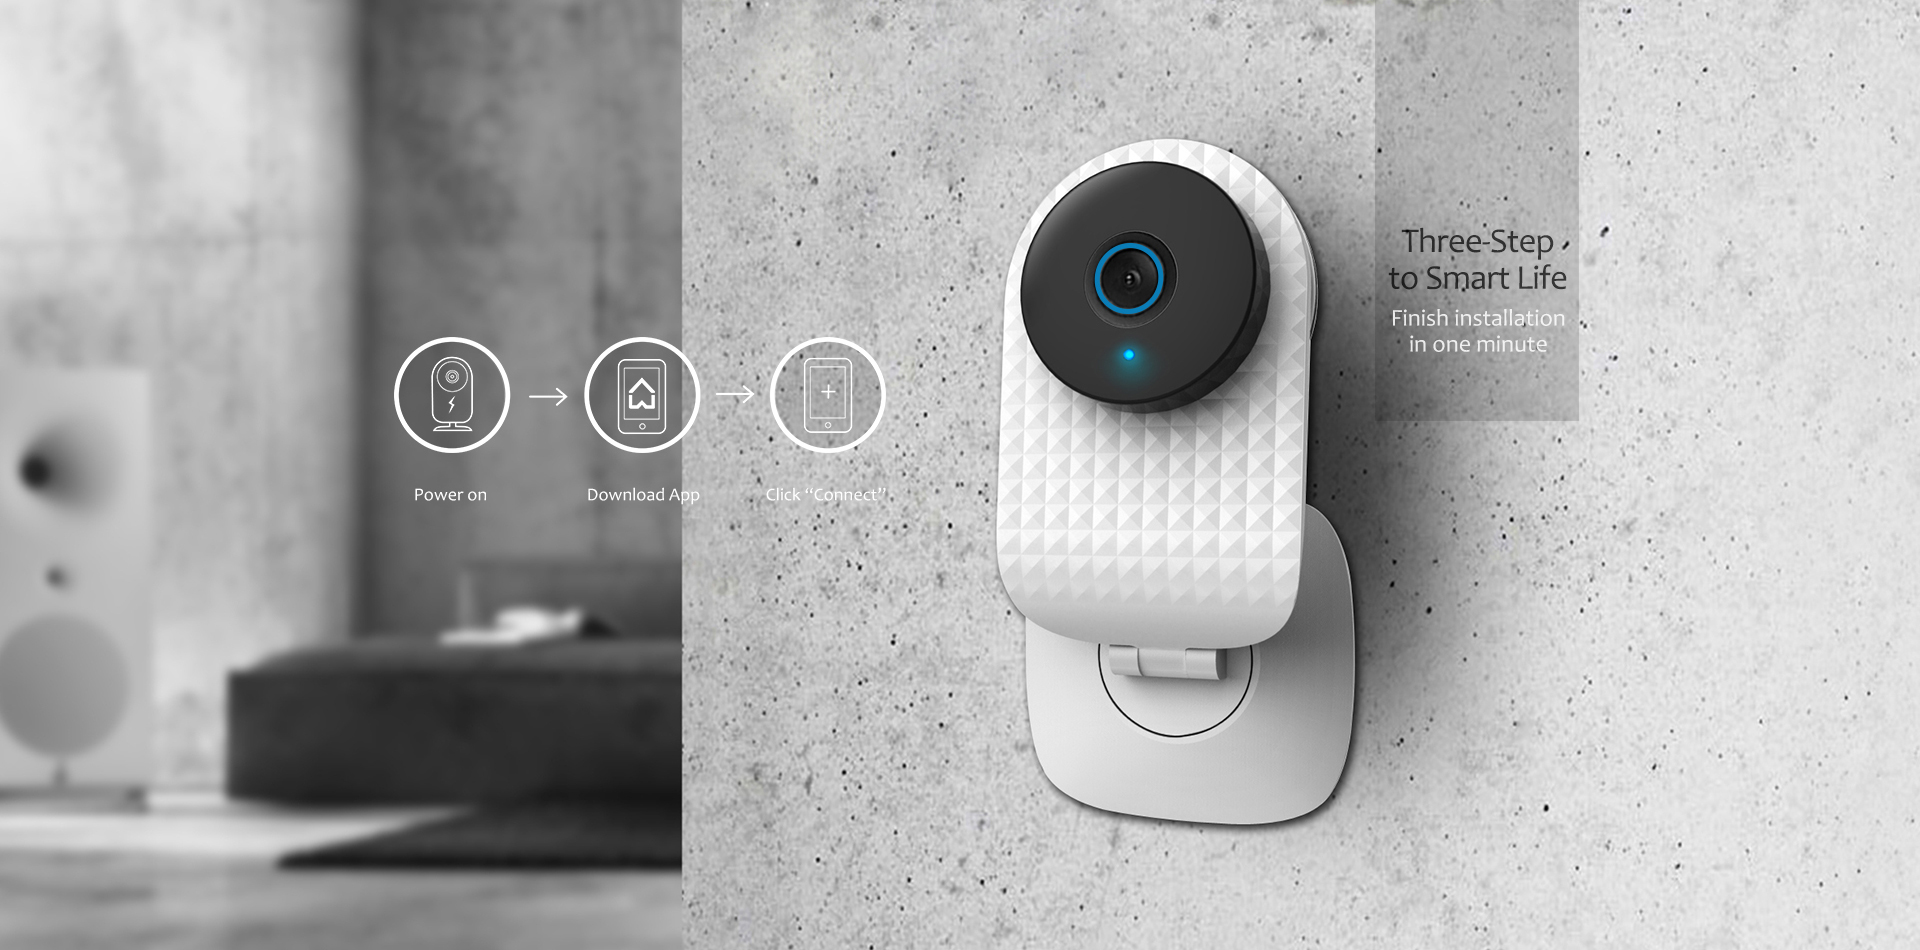 Three-Step
to Smart Life
Finish installation
in one minute
Power on
Download App
Click “Connect”